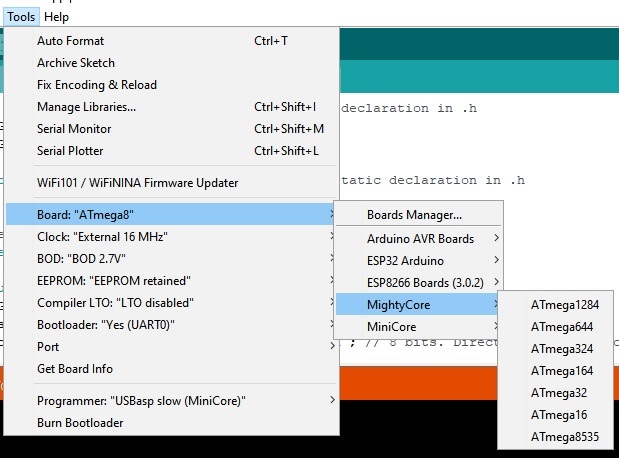 Tools Help
Auto Format Ctrl+T
Archive Sketch
Fix Encoding & Reload
Manage Libraries... Ctrl+Shift+I
declaration in .h
Serial Monitor Ctrl+Shift+M
Serial Plotter Ctrl+Shift+L
WiFi101 / WiFiNINA Firmware Updater
tatic declaration in .h
Board: "ATmega8"
Clock: "External 16 MHz"
BOD: "BOD 2.7V"
EEPROM: "EEPROM retained"
Compiler LTO: "LTO disabled"
Bootloader: "Yes (UART0)"
Port
Get Board Info
Programmer: "USBasp slow (MiniCore)"
Burn Bootloader
Boards Manager...
Arduino AVR Boards
ESP32 Arduino
ESP8266 Boards (3.0.2)
MightyCore
MiniCore
; // 8 bits. Direct
ATmega1284
ATmega644
ATmega324
ATmega164
ATmega32
ATmega16
ATmega8535